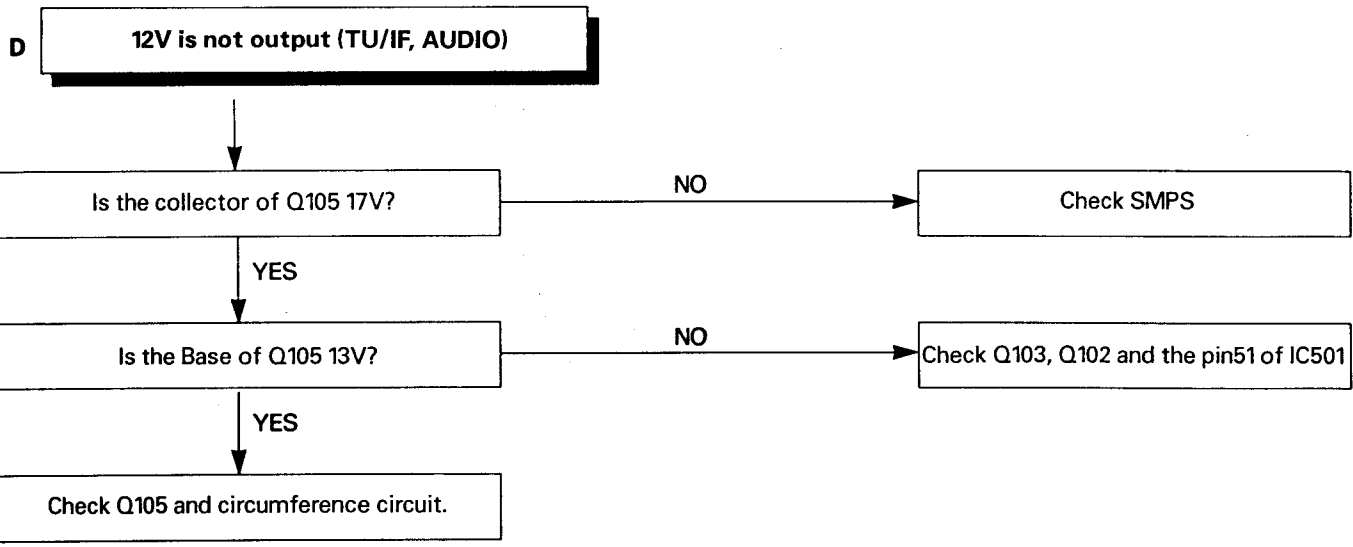 D
12V is not output (TU/IF, AUDIO)
Is the collector of Q105 17V?
NO
Check SMPS
YES
Is the Base of Q105 13V?
NO
Check Q103, Q102 and the pin51 of IC501
YES
Check Q105 and circumference circuit.